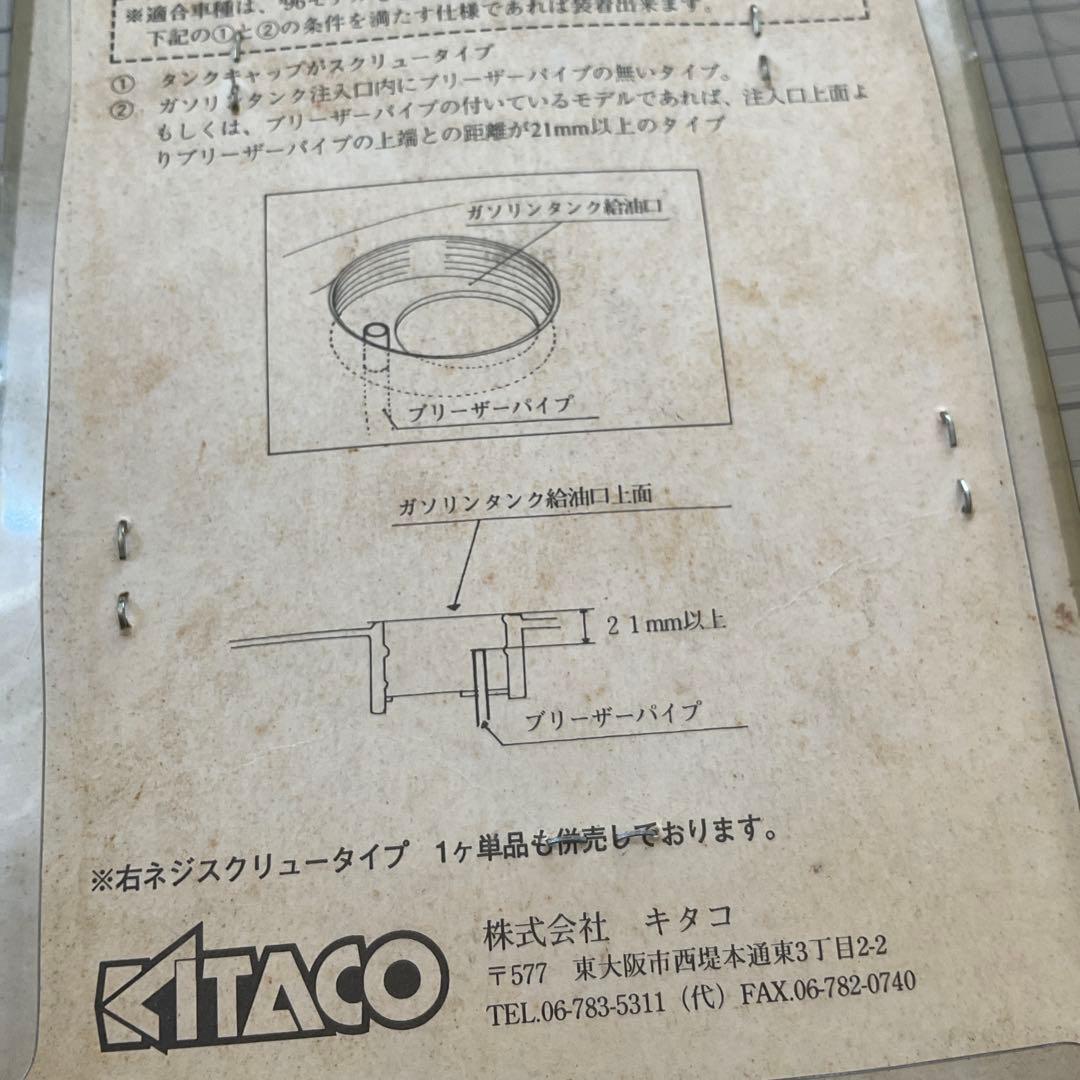 ※適合車種は、'96モデル
下記の①と②の条件を満たす仕様であれば装着出来ます。
① タンクキャップがスクリュータイプ
② ガソリンタンク注入口内にブリーザーパイプの無いタイプ。
もしくは、ブリーザーパイプの付いているモデルであれば、注入口上面よ
りブリーザーパイプの上端との距離が21mm以上のタイプ
ガソリンタンク給油口
ブリーザーパイプ
ガソリンタンク給油口上面
21mm以上
ブリーザーパイプ
※右ネジスクリュータイプ 1ヶ単品も併売しております。
KITACO
株式会社 キタコ
〒577 東大阪市西堤本通東3丁目2-2
TEL.06-783-5311（代）FAX.06-782-0740